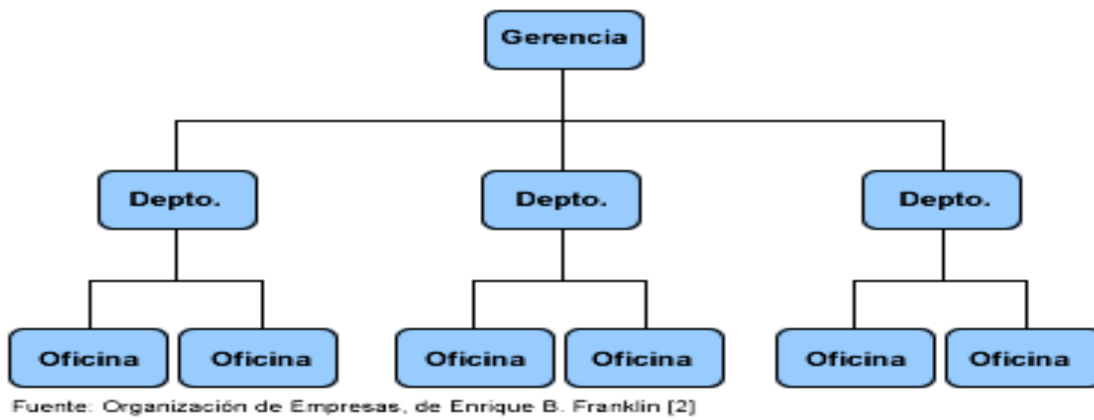 Gerencia
Depto. Depto. Depto.
Oficina Oficina Oficina Oficina Oficina Oficina
Fuente: Organización de Empresas, de Enrique B. Franklin [2]